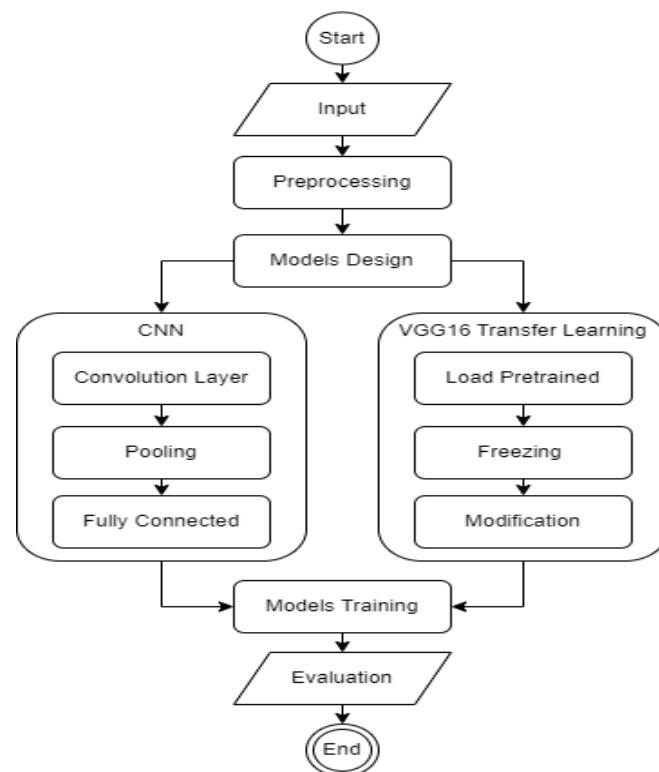 Start
Input
Preprocessing
Models Design
CNN
Convolution Layer
Pooling
Fully Connected
VGG16 Transfer Learning
Load Pretrained
Freezing
Modification
Models Training
Evaluation
End